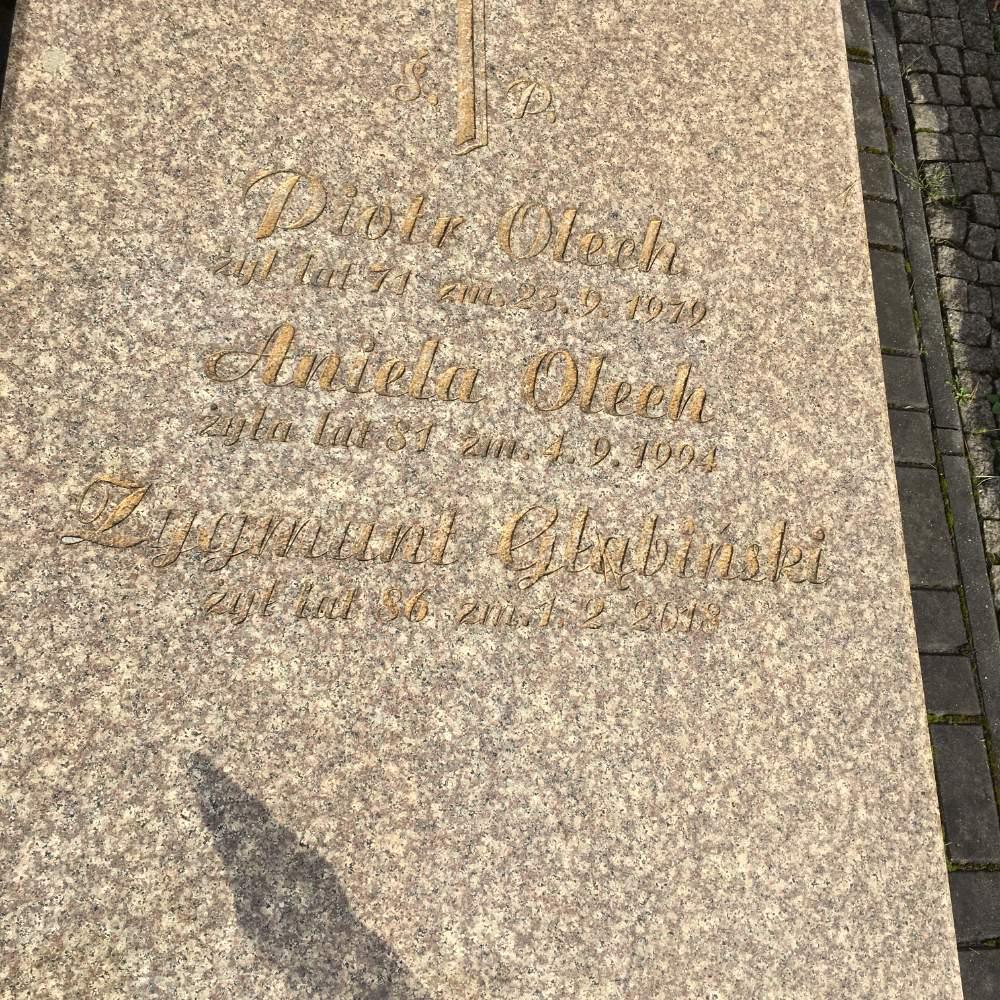 Ś. P.
Piotr Olech
żył lat 71 zm. 23. 9. 1979
Aniela Olech
żyła lat 81 zm. 4. 9. 1994
Zygmunt Głąbiński
żył lat 86 zm. 1. 2. 2018